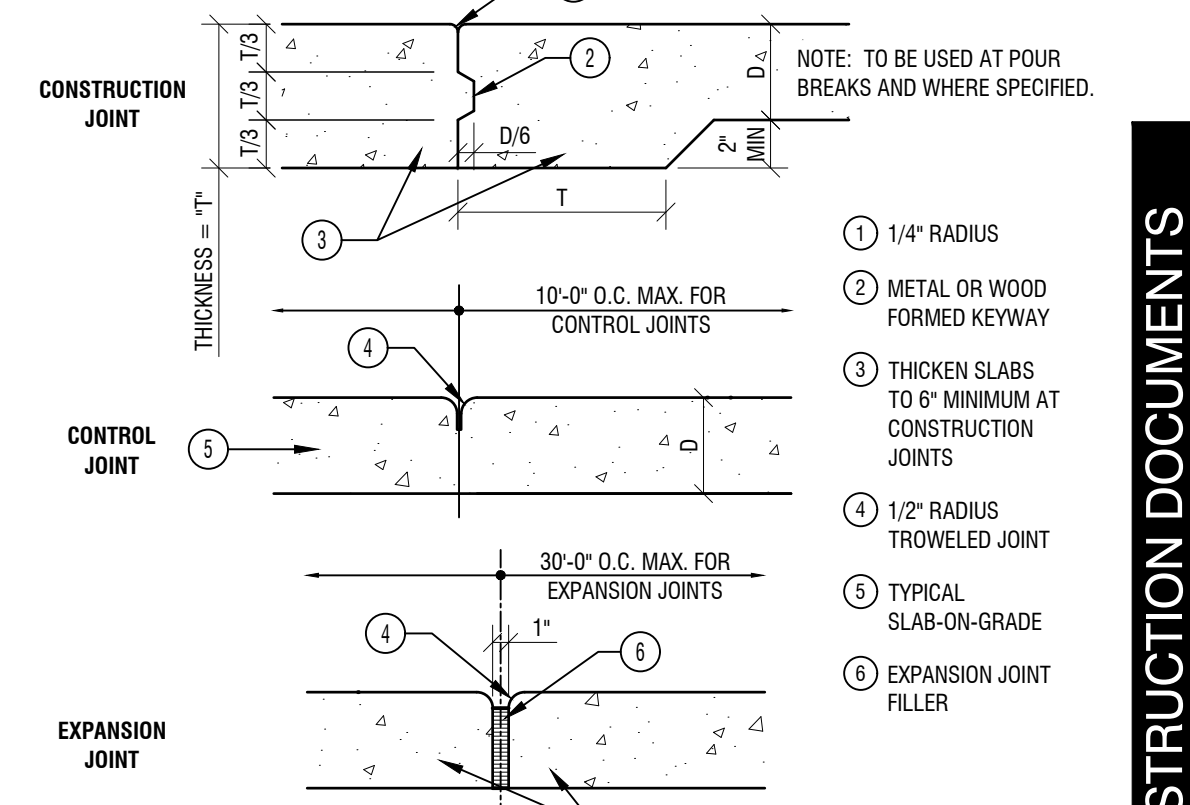 CONSTRUCTION
JOINT
T/3
T/3
T/3
THICKNESS = "T"
2
D/6
3
T
D
2"
MIN
NOTE: TO BE USED AT POUR
BREAKS AND WHERE SPECIFIED.
10'-0" O.C. MAX. FOR
CONTROL JOINTS
4
CONTROL
JOINT
5
D
30'-0" O.C. MAX. FOR
EXPANSION JOINTS
1"
4
6
EXPANSION
JOINT
1 1/4" RADIUS
2 METAL OR WOOD
FORMED KEYWAY
3 THICKEN SLABS
TO 6" MINIMUM AT
CONSTRUCTION
JOINTS
4 1/2" RADIUS
TROWELED JOINT
5 TYPICAL
SLAB-ON-GRADE
6 EXPANSION JOINT
FILLER
STRUCTION DOCUMENTS